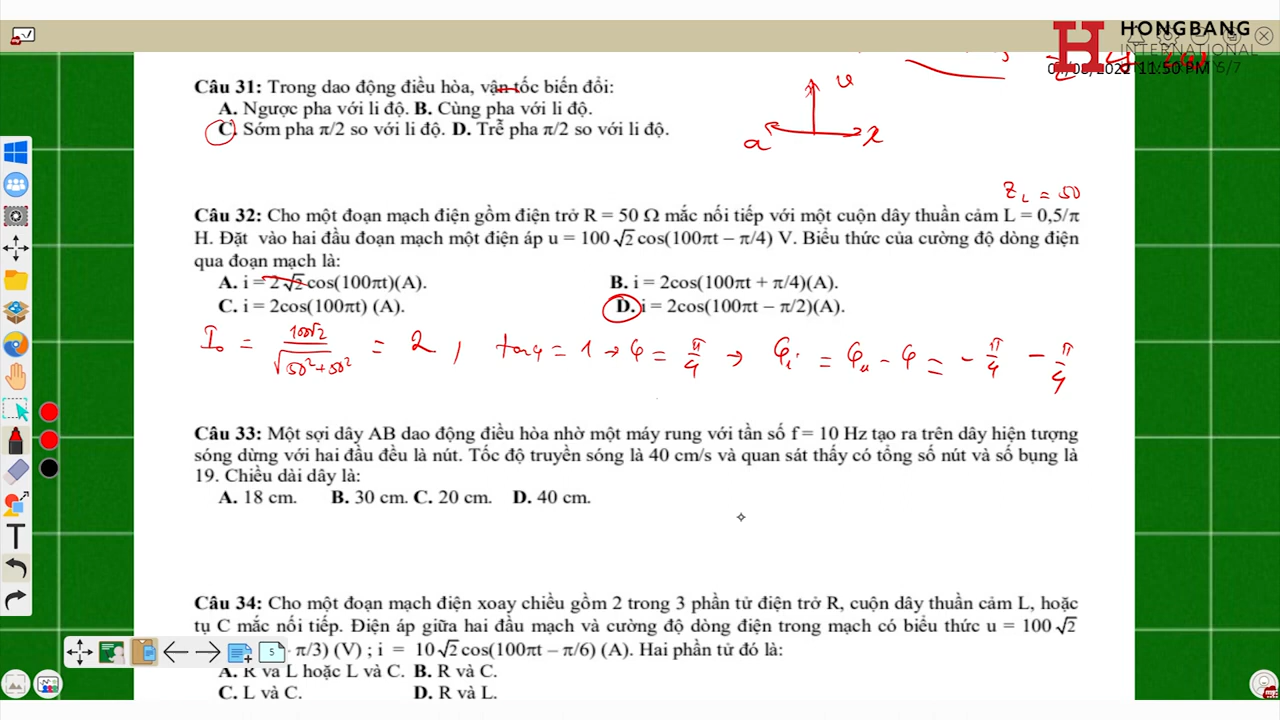 HONGBANG
INTERNATIONAL
11:50 PM 5/7
Câu 31: Trong dao động điều hòa, vận tốc biến đổi:
A. Ngược pha với li độ. B. Cùng pha với li độ.
C. Sớm pha π/2 so với li độ. D. Trễ pha π/2 so với li độ.
v
a x
Z_L = 50
Câu 32: Cho một đoạn mạch điện gồm điện trở R = 50 Ω mắc nối tiếp với một cuộn dây thuần cảm L = 0,5/π
H. Đặt vào hai đầu đoạn mạch một điện áp u = 100√2cos(100πt − π/4) V. Biểu thức của cường độ dòng điện
qua đoạn mạch là:
A. i = 2√2cos(100πt)(A). B. i = 2cos(100πt + π/4)(A).
C. i = 2cos(100πt) (A). D. i = 2cos(100πt − π/2)(A).
I₀ = 100√2 / √50²+50² = 2 , tanφ = 1 → φ = π/4 → φi = φu − φ = − π/4 − π/4
Câu 33: Một sợi dây AB dao động điều hòa nhờ một máy rung với tần số f = 10 Hz tạo ra trên dây hiện tượng
sóng dừng với hai đầu đều là nút. Tốc độ truyền sóng là 40 cm/s và quan sát thấy có tổng số nút và số bụng là
19. Chiều dài dây là:
A. 18 cm. B. 30 cm. C. 20 cm. D. 40 cm.
Câu 34: Cho một đoạn mạch điện xoay chiều gồm 2 trong 3 phần tử điện trở R, cuộn dây thuần cảm L, hoặc
tụ C mắc nối tiếp. Điện áp giữa hai đầu mạch và cường độ dòng điện trong mạch có biểu thức u = 100√2
π/3) (V) ; i = 10√2cos(100πt − π/6) (A). Hai phần tử đó là:
A. R và L hoặc L và C. B. R và C.
C. L và C. D. R và L.
T
5